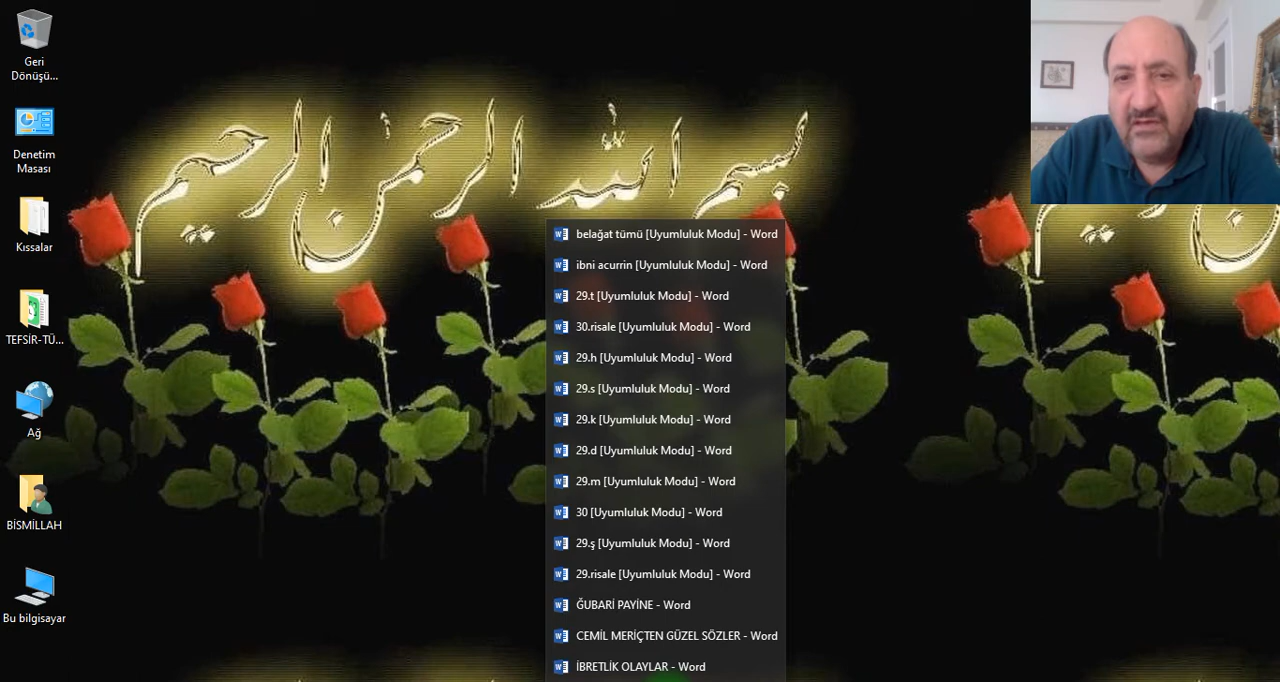 Geri
Dönüşü...
Denetim
Masası
Kıssalar
TEFSİR-TÜ...
Ağ
BİSMİLLAH
Bu bilgisayar
بسم الله الرحمن الرحيم
belağat tümü [Uyumluluk Modu] - Word
ibni acurrin [Uyumluluk Modu] - Word
29.t [Uyumluluk Modu] - Word
30.risale [Uyumluluk Modu] - Word
29.h [Uyumluluk Modu] - Word
29.s [Uyumluluk Modu] - Word
29.k [Uyumluluk Modu] - Word
29.d [Uyumluluk Modu] - Word
29.m [Uyumluluk Modu] - Word
30 [Uyumluluk Modu] - Word
29.ş [Uyumluluk Modu] - Word
29.risale [Uyumluluk Modu] - Word
ĞUBARİ PAYİNE - Word
CEMİL MERİÇTEN GÜZEL SÖZLER - Word
İBRETLİK OLAYLAR - Word